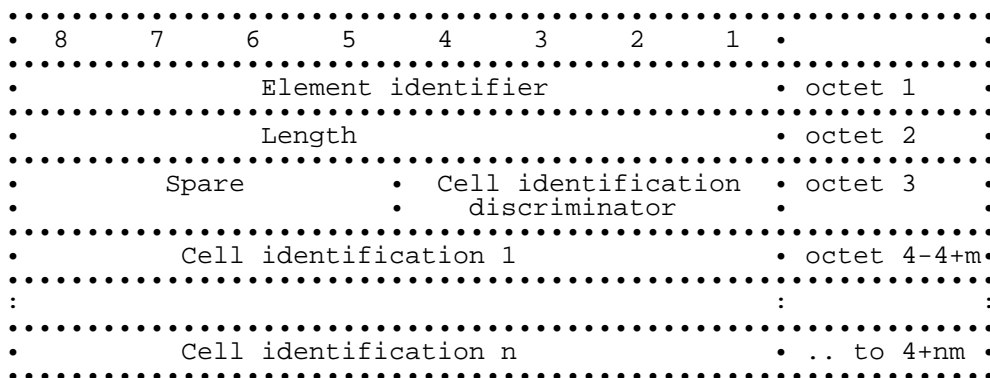 8 7 6 5 4 3 2 1
Element identifier octet 1
Length octet 2
Spare • Cell identification octet 3
discriminator
Cell identification 1 octet 4-4+m
: : :
Cell identification n .. to 4+nm